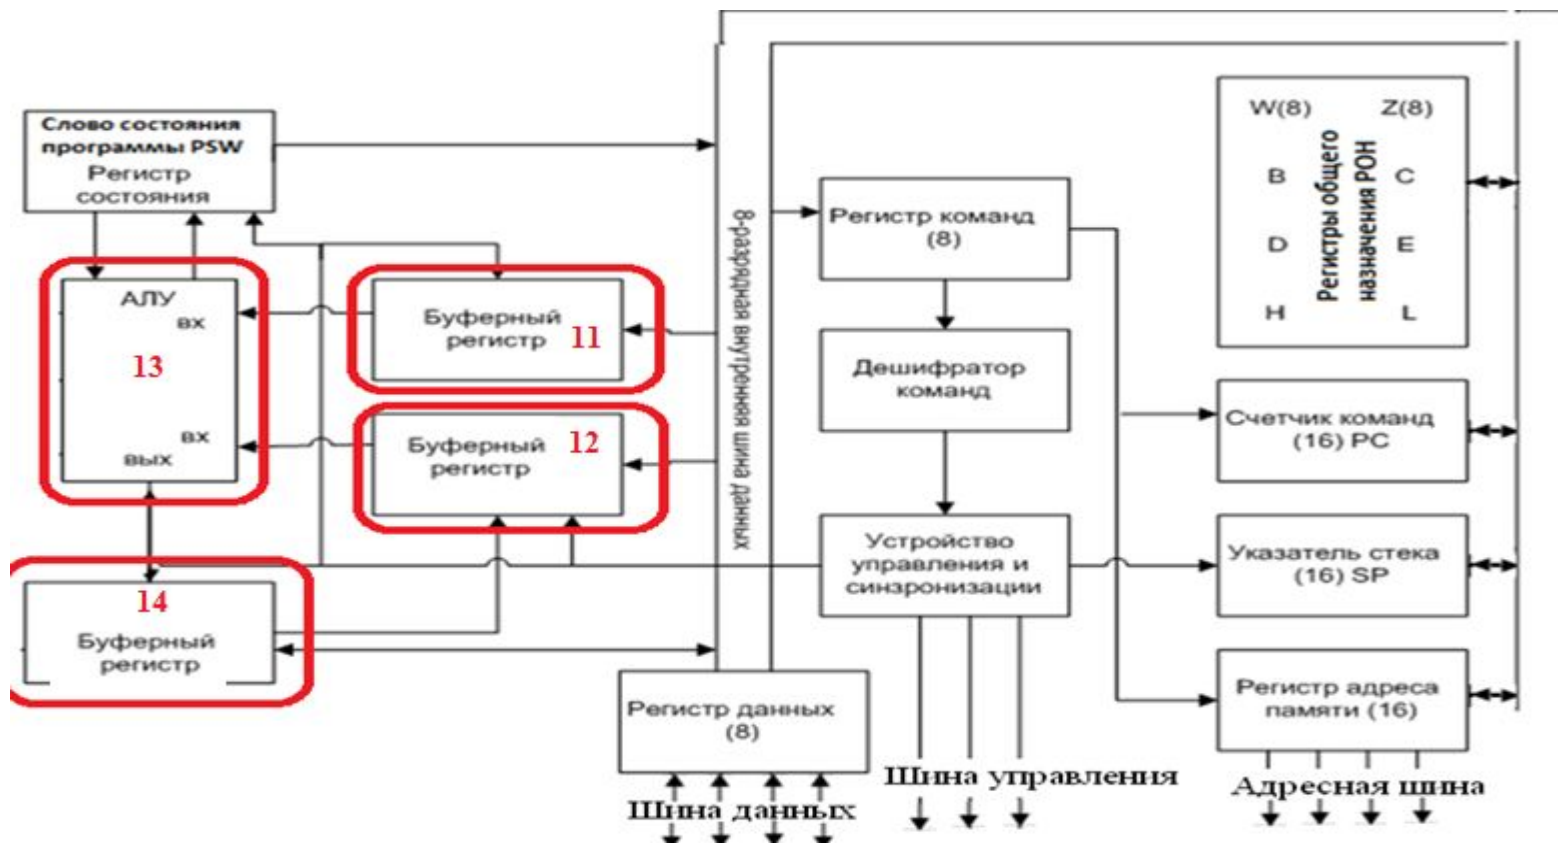 Слово состояния
программы PSW
Регистр
состояния
АЛУ
вх
13
вх
вых
Буферный
регистр
11
Буферный
регистр
12
14
Буферный
регистр
8-разрядная внутренняя шина данных
Регистр данных
(8)
Шина данных
Регистр команд
(8)
Дешифратор
команд
Устройство
управления и
синзронизации
Шина управления
W(8) Z(8)
B C
D E
H L
Регистры общего
назначения РОН
Счетчик команд
(16) PC
Указатель стека
(16) SP
Регистр адреса
памяти (16)
Адресная шина